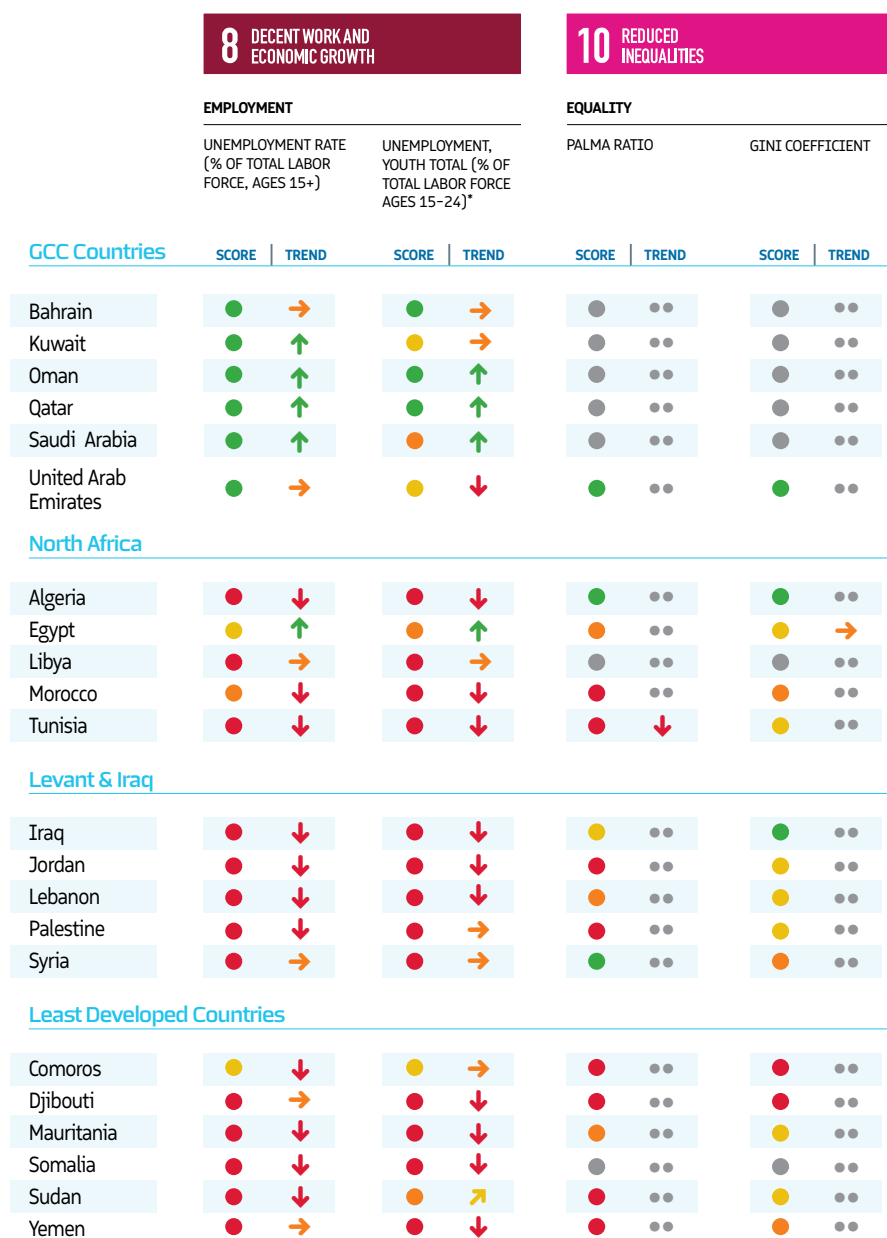 8 DECENT WORK AND
ECONOMIC GROWTH
10 REDUCED
INEQUALITIES
EMPLOYMENT
EQUALITY
UNEMPLOYMENT RATE
(% OF TOTAL LABOR
FORCE, AGES 15+)
UNEMPLOYMENT,
YOUTH TOTAL (% OF
TOTAL LABOR FORCE
AGES 15-24)*
PALMA RATIO
GINI COEFFICIENT
GCC Countries
SCORE | TREND
SCORE | TREND
SCORE | TREND
SCORE | TREND
Bahrain
Kuwait
Oman
Qatar
Saudi Arabia
United Arab
Emirates
North Africa
Algeria
Egypt
Libya
Morocco
Tunisia
Levant & Iraq
Iraq
Jordan
Lebanon
Palestine
Syria
Least Developed Countries
Comoros
Djibouti
Mauritania
Somalia
Sudan
Yemen